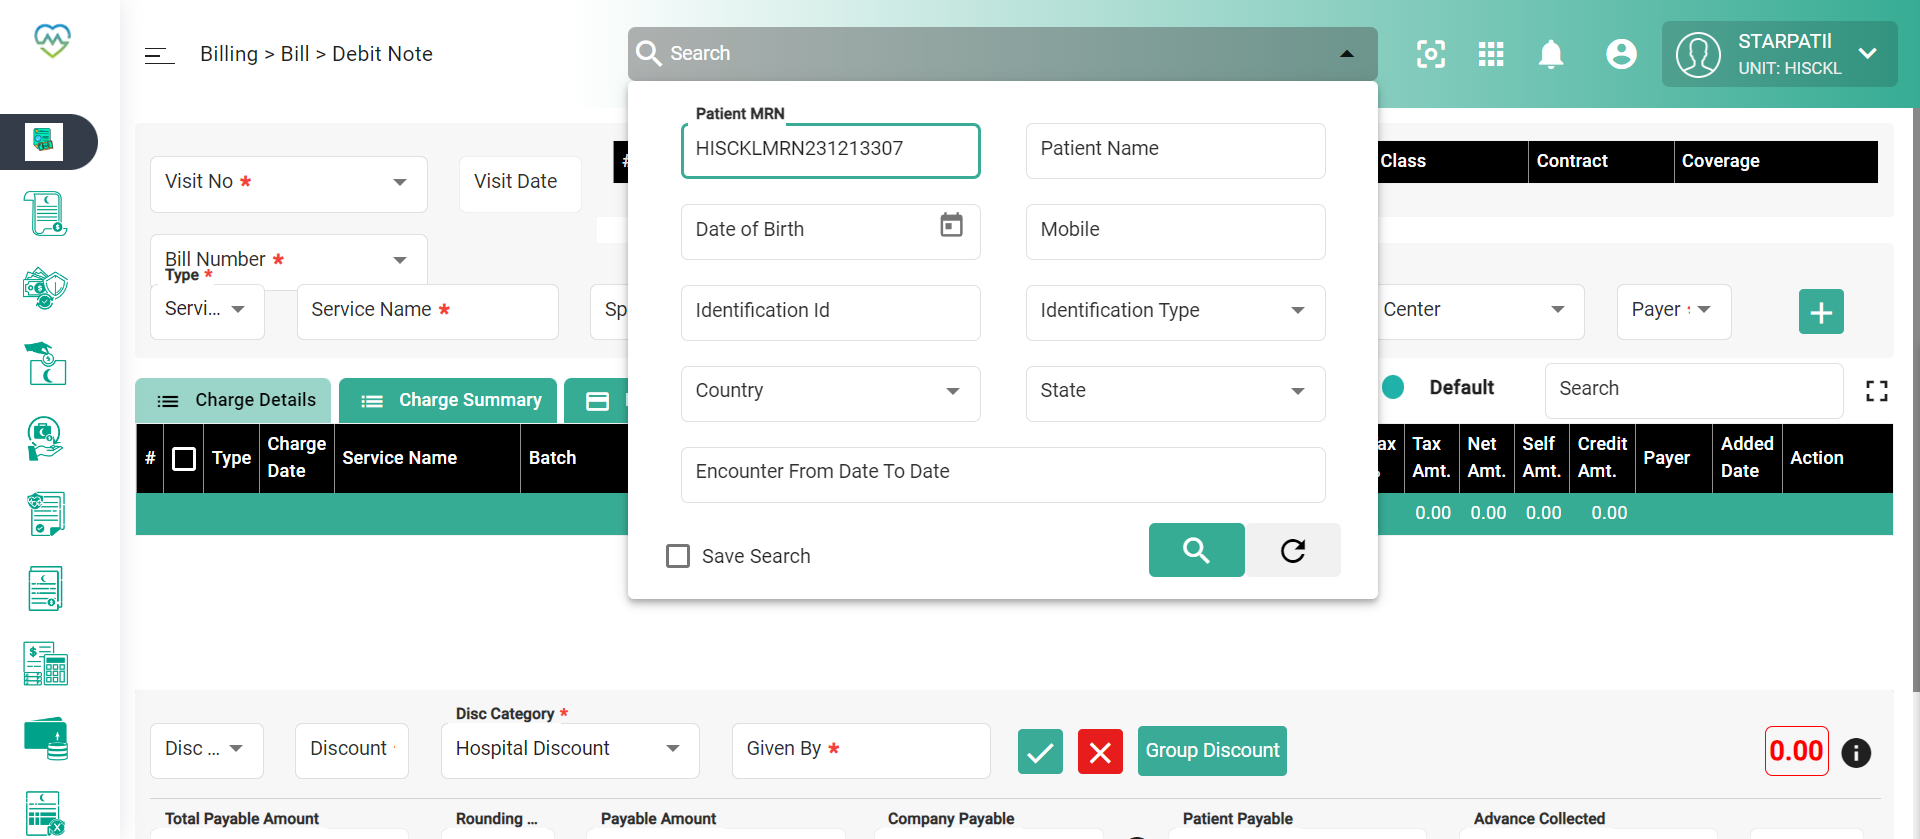 Billing > Bill > Debit Note
Search
STARPATIl
UNIT: HISCKL
Patient MRN
HISCKLMRN231213307
Patient Name
Date of Birth
Mobile
Identification Id
Identification Type
Country
State
Encounter From Date To Date
Save Search
Visit No *
Visit Date
#
Class
Contract
Coverage
Bill Number *
Type *
Servi...
Service Name *
Sp
Center
Payer
Charge Details
Charge Summary
Default
Search
#
Type
Charge Date
Service Name
Batch
ax
Tax Amt.
Net Amt.
Self Amt.
Credit Amt.
Payer
Added Date
Action
0.00 0.00 0.00 0.00
Disc ...
Discount
Disc Category *
Hospital Discount
Given By *
Group Discount
0.00
Total Payable Amount
Rounding ...
Payable Amount
Company Payable
Patient Payable
Advance Collected